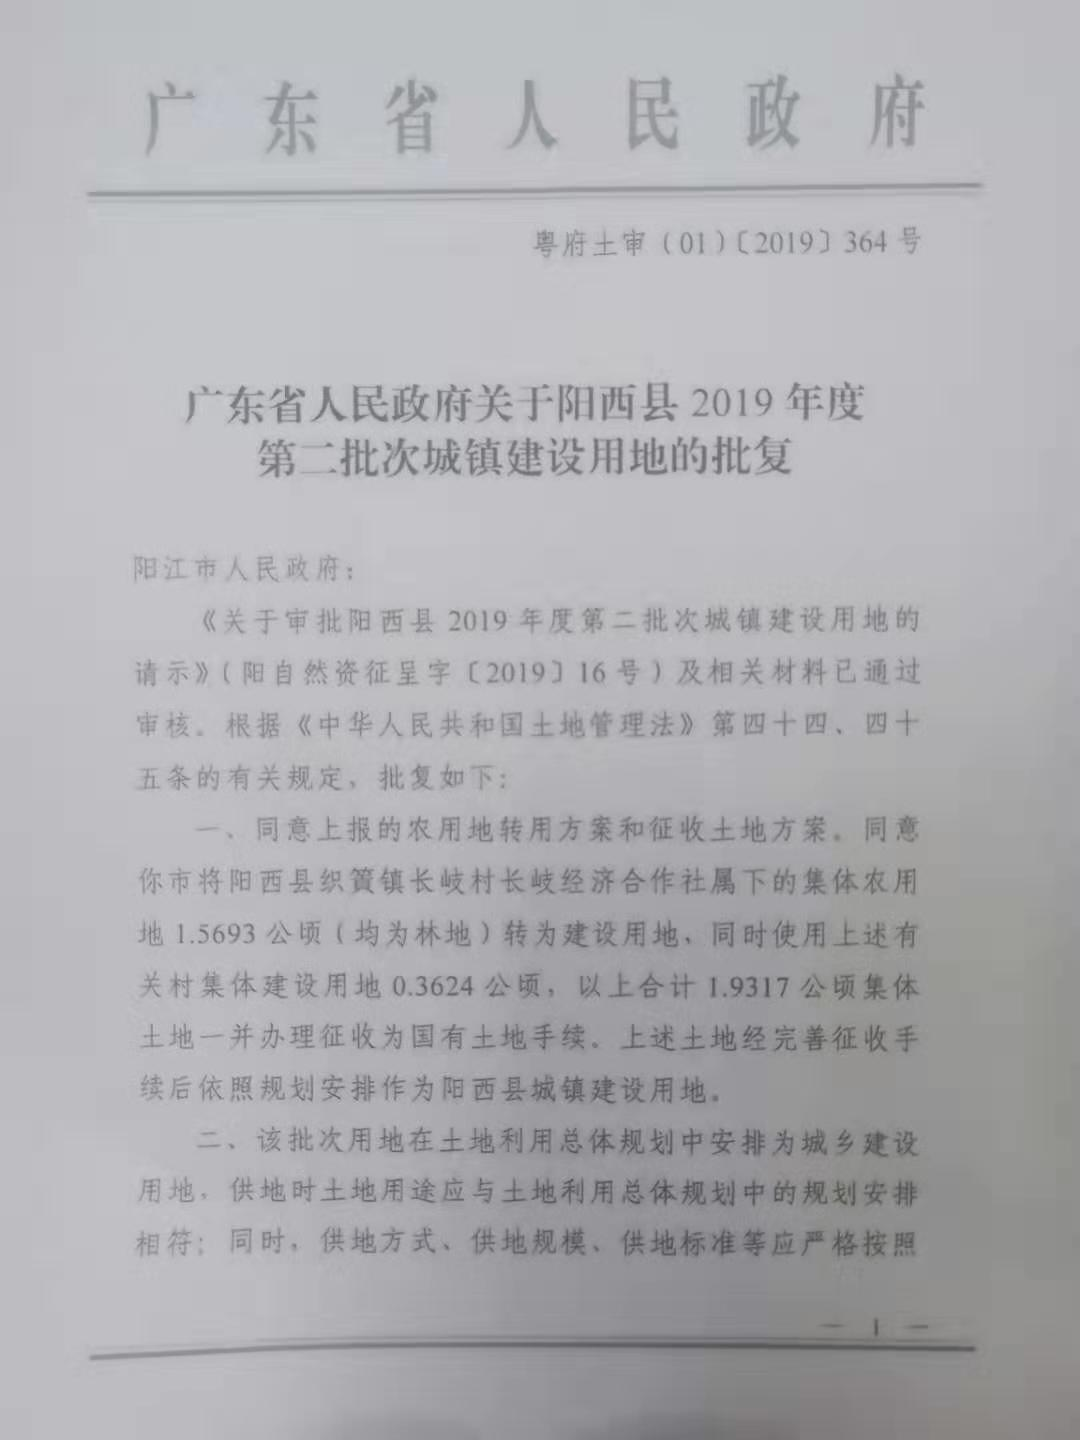 广东省人民政府
粤府土审（01）〔2019〕364号
广东省人民政府关于阳西县2019年度
第二批次城镇建设用地的批复
阳江市人民政府：
《关于审批阳西县2019年度第二批次城镇建设用地的
请示》（阳自然资征呈字〔2019〕16号）及相关材料已通过
审核。根据《中华人民共和国土地管理法》第四十四、四十
五条的有关规定，批复如下：
一、同意上报的农用地转用方案和征收土地方案。同意
你市将阳西县织篢镇长岐村长岐经济合作社属下的集体农用
地1.5693公顷（均为林地）转为建设用地，同时使用上述有
关村集体建设用地0.3624公顷，以上合计1.9317公顷集体
土地一并办理征收为国有土地手续。上述土地经完善征收手
续后依照规划安排作为阳西县城镇建设用地。
二、该批次用地在土地利用总体规划中安排为城乡建设
用地，供地时土地用途应与土地利用总体规划中的规划安排
相符；同时，供地方式、供地规模、供地标准等应严格按照
— 1 —